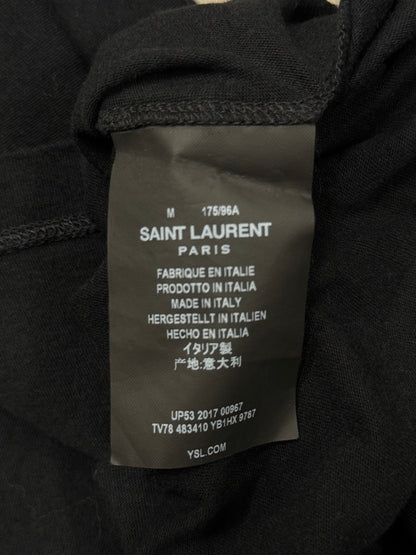 M 175/96A
SAINT LAURENT
PARIS
FABRIQUE EN ITALIE
PRODOTTO IN ITALIA
MADE IN ITALY
HERGESTELLT IN ITALIEN
HECHO EN ITALIA
イタリア製
产地:意大利
UP53 2017 00967
TV78 483410 YB1HX 9787
YSL.COM